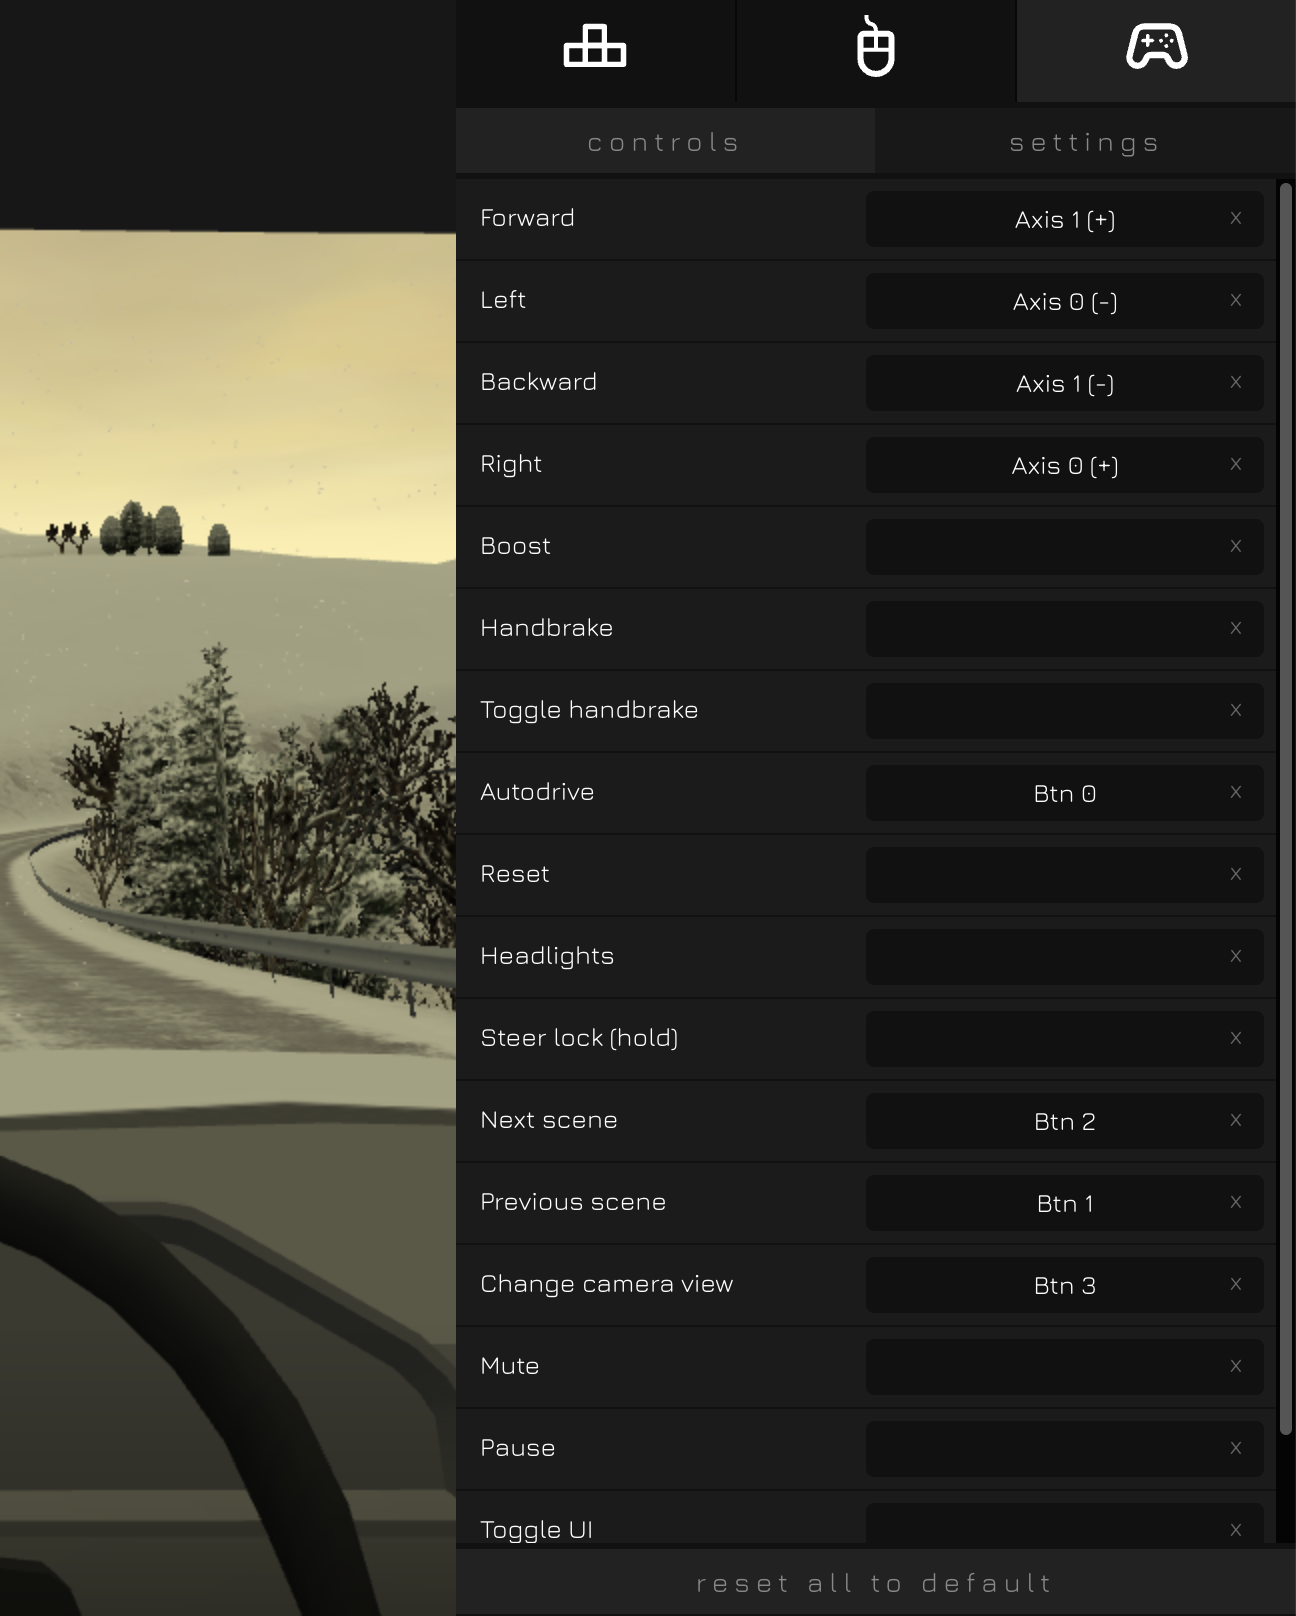 controls settings
Forward Axis 1 (+) x
Left Axis 0 (-) x
Backward Axis 1 (-) x
Right Axis 0 (+) x
Boost x
Handbrake x
Toggle handbrake x
Autodrive Btn 0 x
Reset x
Headlights x
Steer lock (hold) x
Next scene Btn 2 x
Previous scene Btn 1 x
Change camera view Btn 3 x
Mute x
Pause x
Toggle UI x
reset all to default